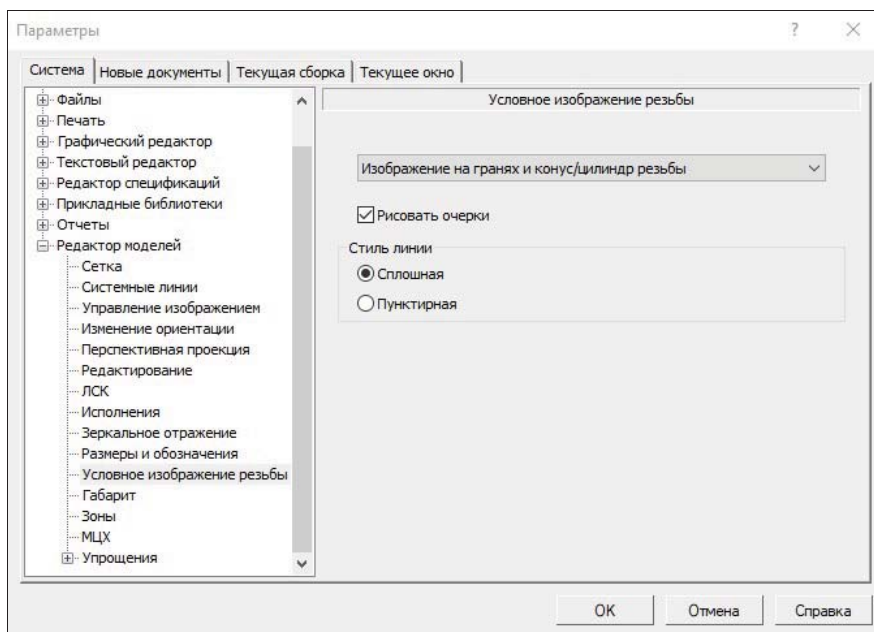 Параметры
?
Система
Новые документы
Текущая сборка
Текущее окно
Файлы
Печать
Графический редактор
Текстовый редактор
Редактор спецификаций
Прикладные библиотеки
Отчеты
Редактор моделей
Сетка
Системные линии
Управление изображением
Изменение ориентации
Перспективная проекция
Редактирование
ЛСК
Исполнения
Зеркальное отражение
Размеры и обозначения
Условное изображение резьбы
Габарит
Зоны
МЦХ
Упрощения
Условное изображение резьбы
Изображение на гранях и конус/цилиндр резьбы
Рисовать очерки
Стиль линии
Сплошная
Пунктирная
OK
Отмена
Справка